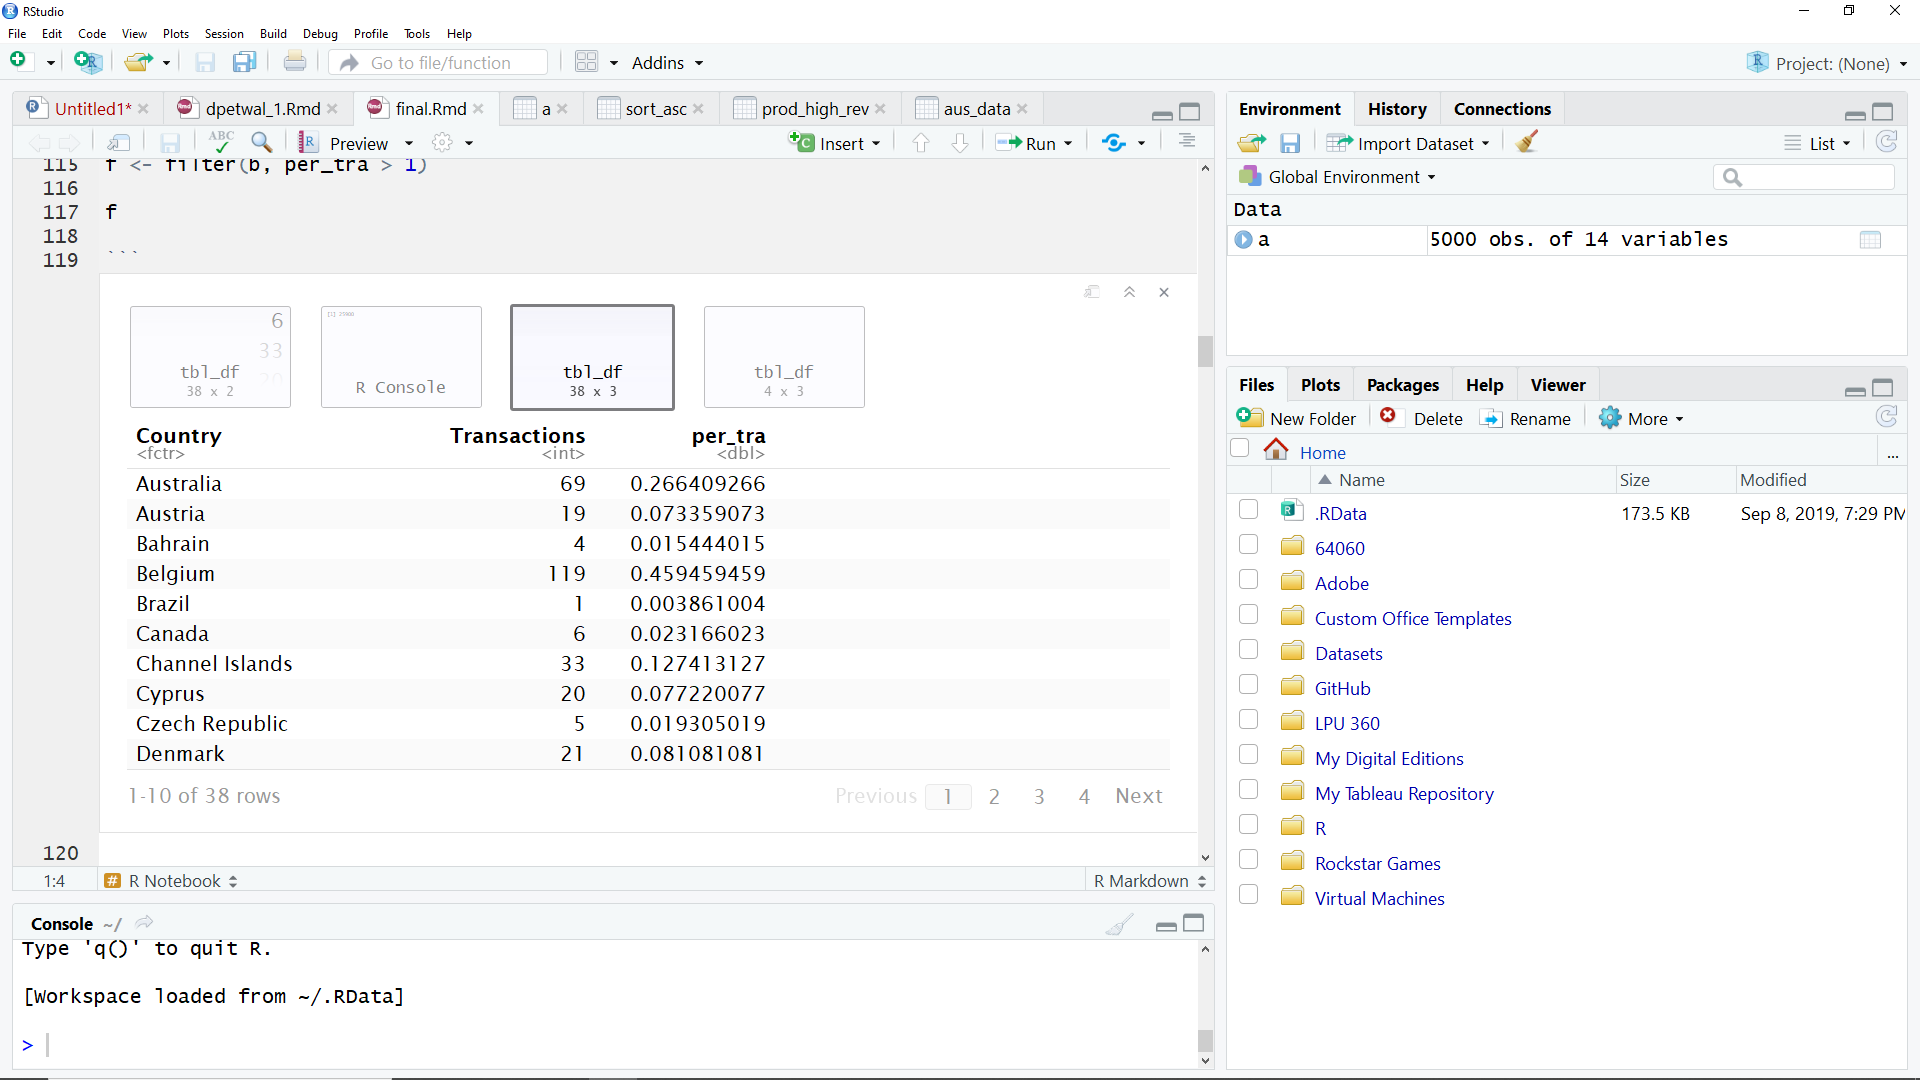 RStudio
File Edit Code View Plots Session Build Debug Profile Tools Help
Go to file/function Addins Project: (None)
Untitled1* dpetwal_1.Rmd final.Rmd a sort_asc prod_high_rev aus_data
ABC Preview Insert Run
115 f <- filter(b, per_tra > 1)
116
117 f
118
119 ```
6
33
tbl_df
38 x 2
[1] 25900
R Console
tbl_df
38 x 3
tbl_df
4 x 3
Country Transactions per_tra
<fctr> <int> <dbl>
Australia 69 0.266409266
Austria 19 0.073359073
Bahrain 4 0.015444015
Belgium 119 0.459459459
Brazil 1 0.003861004
Canada 6 0.023166023
Channel Islands 33 0.127413127
Cyprus 20 0.077220077
Czech Republic 5 0.019305019
Denmark 21 0.081081081
1-10 of 38 rows Previous 1 2 3 4 Next
120
1:4 # R Notebook R Markdown
Console ~/
Type 'q()' to quit R.
[Workspace loaded from ~/.RData]
>
Environment History Connections
Import Dataset List
Global Environment
Data
a 5000 obs. of 14 variables
Files Plots Packages Help Viewer
New Folder Delete Rename More
Home ...
Name Size Modified
.RData 173.5 KB Sep 8, 2019, 7:29 PM
64060
Adobe
Custom Office Templates
Datasets
GitHub
LPU 360
My Digital Editions
My Tableau Repository
R
Rockstar Games
Virtual Machines